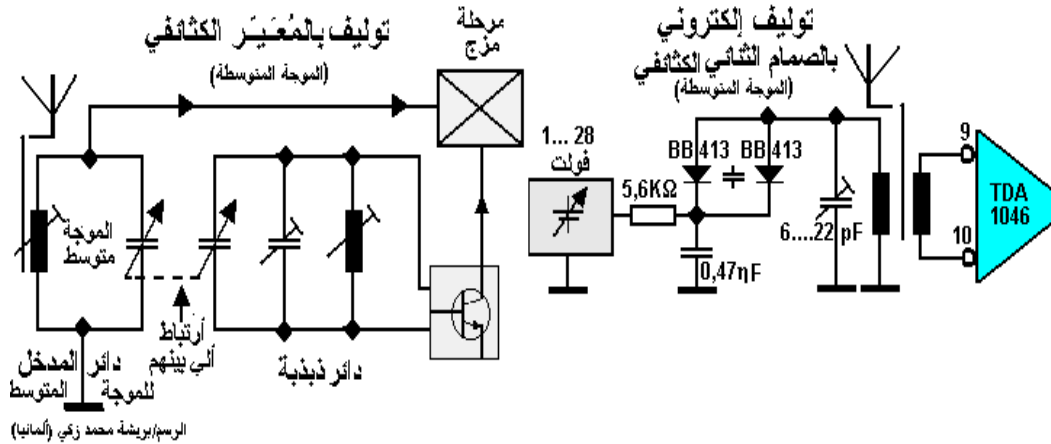 توليف بالمُعَيّر الكثائفي
(الموجة المتوسطة)
مرحلة
مزج
الموجة
متوسط
أرتباط
ألي بينهم
دائر المدخل
للموجة المتوسط
دائر ذبذبة
الرسم/بريشة محمد زكي (ألمانيا)
توليف إلكتروني
بالصمام الثنائي الكثائفي
(الموجة المتوسطة)
1... 28
فولت
5,6KΩ
BB 413 BB 413
0,47ηF
6....22 pF
9
10
TDA
1046